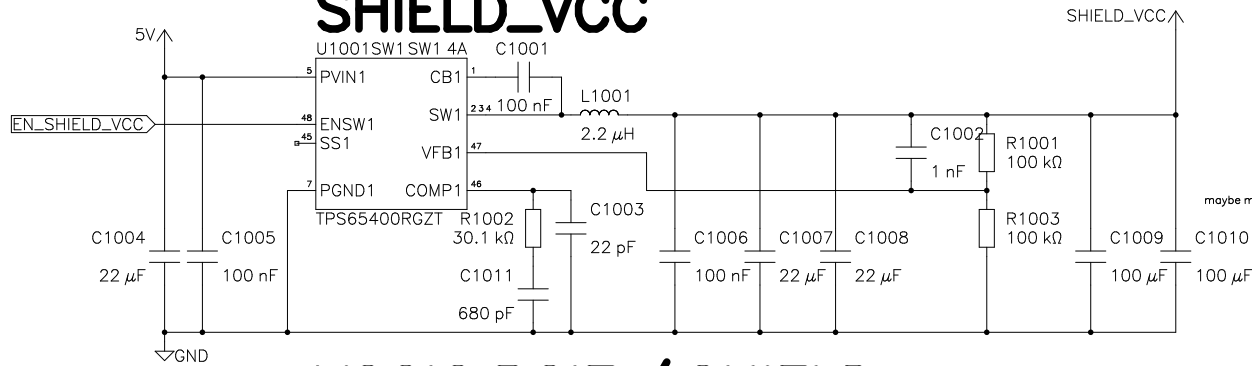 SHIELD_VCC
SHIELD_VCC
5V
U1001SW1 SW1 4A
C1001
5
PVIN1
CB1
1
100 nF
L1001
2.2 µH
EN_SHIELD_VCC
48
ENSW1
SW1
2 3 4
45
SS1
VFB1
47
C1002
1 nF
R1001
100 kΩ
7
PGND1
COMP1
46
TPS65400RGZT
R1002
30.1 kΩ
C1003
22 pF
R1003
100 kΩ
maybe m
C1004
22 µF
C1005
100 nF
C1011
680 pF
C1006
100 nF
C1007
22 µF
C1008
22 µF
C1009
100 µF
C1010
100 µF
GND